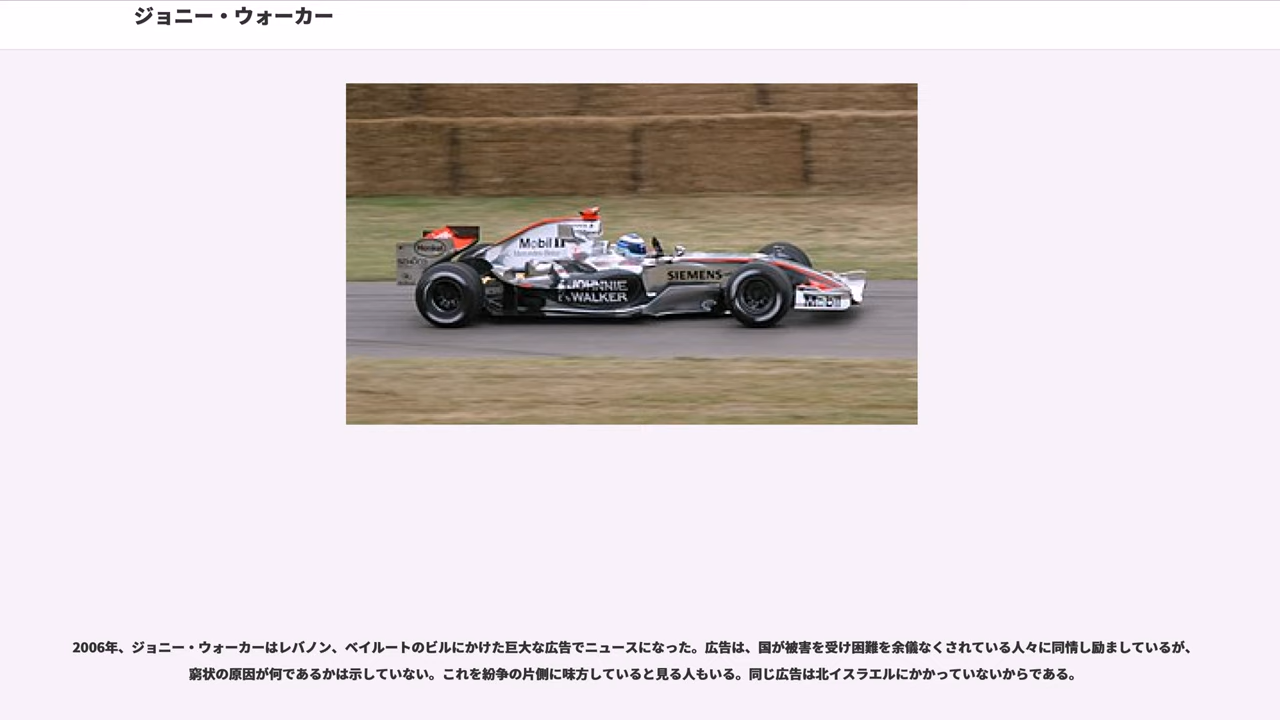 ジョニー・ウォーカー
Mobil 1
Henkel
SIEMENS
JOHNNIE
WALKER
Mobil
2006年、ジョニー・ウォーカーはレバノン、ベイルートのビルにかけた巨大な広告でニュースになった。広告は、国が被害を受け困難を余儀なくされている人々に同情し励ましているが、
窮状の原因が何であるかは示していない。これを紛争の片側に味方していると見る人もいる。同じ広告は北イスラエルにかかっていないからである。